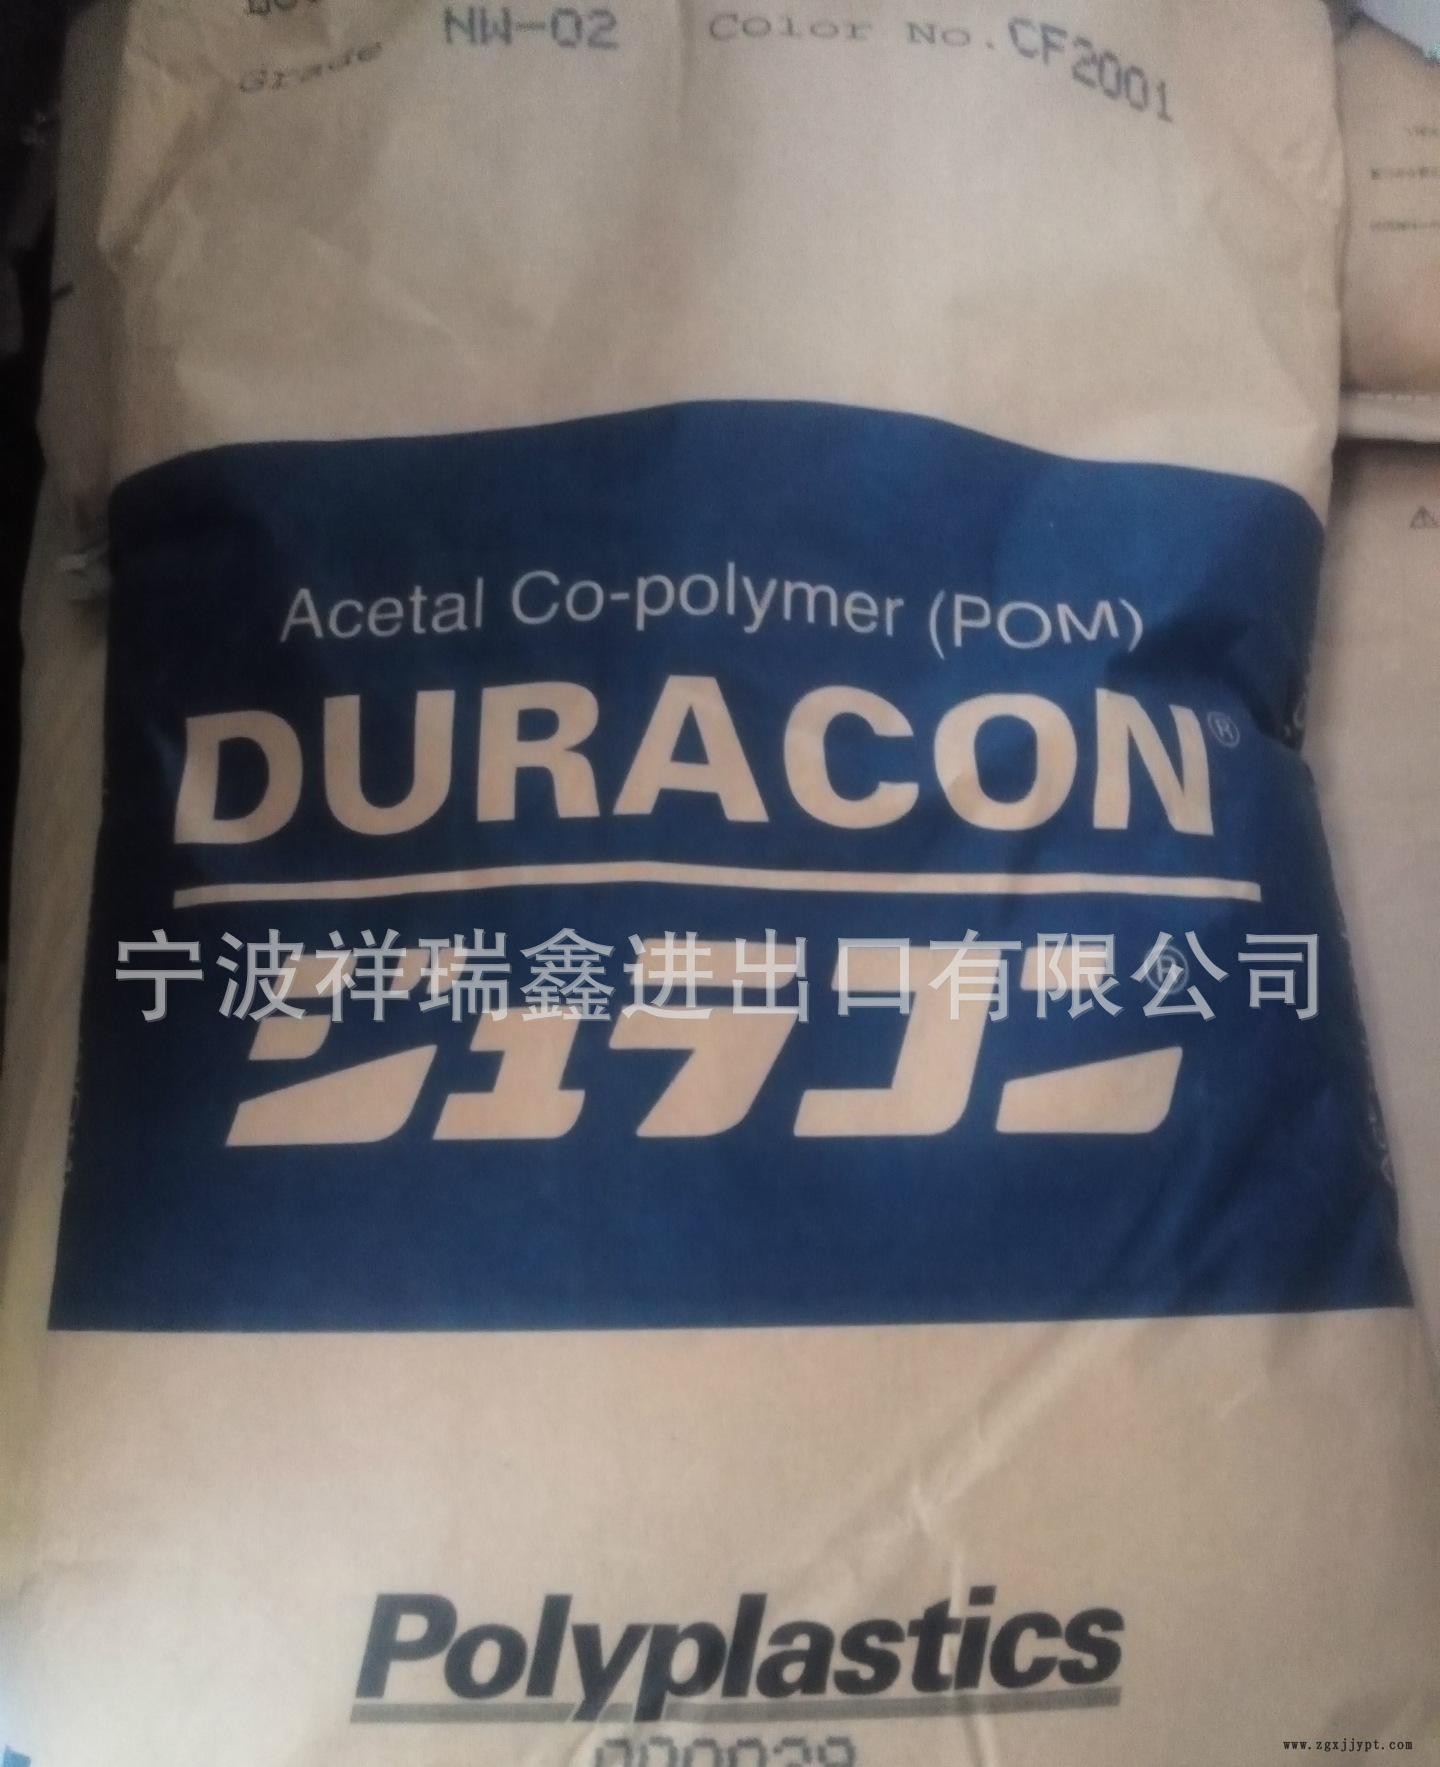 Grade NW-02 Color No. CF2001
Acetal Co-polymer (POM)
DURACON®
宁波祥瑞鑫进出口有限公司
ジュラコン®
Polyplastics
000029
www.zgxjjypt.com